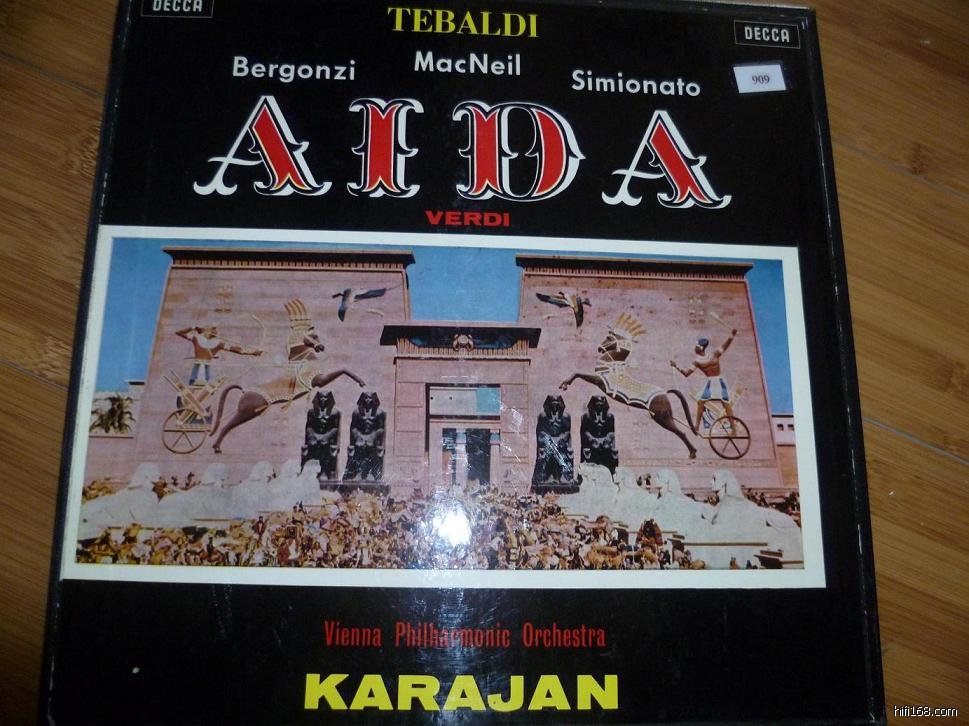 DECCA
TEBALDI
DECCA
Bergonzi
MacNeil
Simionato
909
AIDA
VERDI
Vienna Philharmonic Orchestra
KARAJAN
hifi168.com